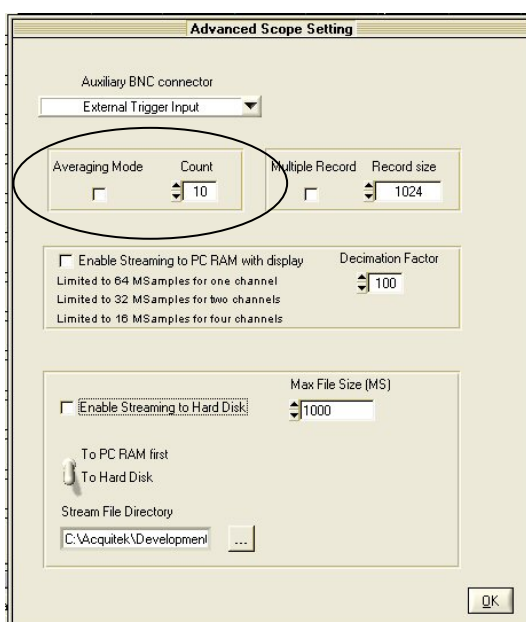 Advanced Scope Setting
Auxiliary BNC connector
External Trigger Input
Averaging Mode Count
10
Multiple Record Record size
1024
Enable Streaming to PC RAM with display
Limited to 64 MSamples for one channel
Limited to 32 MSamples for two channels
Limited to 16 MSamples for four channels
Decimation Factor
100
Enable Streaming to Hard Disk
Max File Size (MS)
1000
To PC RAM first
To Hard Disk
Stream File Directory
C:\Acquitek\Development
...
OK